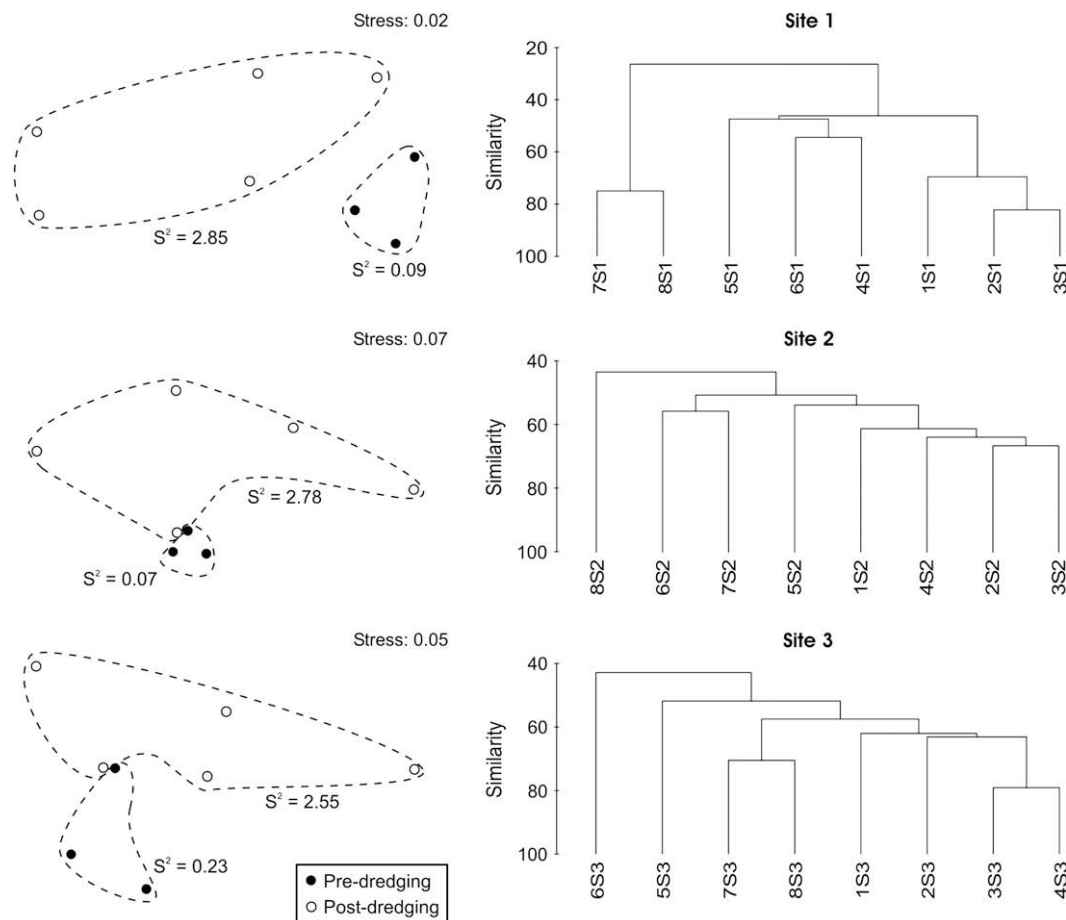 Stress: 0.02
S² = 2.85
S² = 0.09
Site 1
Similarity
20
40
60
80
100
7S1
8S1
5S1
6S1
4S1
1S1
2S1
3S1
Stress: 0.07
S² = 2.78
S² = 0.07
Site 2
Similarity
40
60
80
100
8S2
6S2
7S2
5S2
1S2
4S2
2S2
3S2
Stress: 0.05
S² = 2.55
S² = 0.23
Pre-dredging
Post-dredging
Site 3
Similarity
40
60
80
100
6S3
5S3
7S3
8S3
1S3
2S3
3S3
4S3